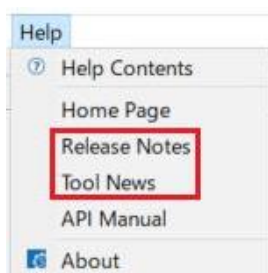 Help
Help Contents
Home Page
Release Notes
Tool News
API Manual
About